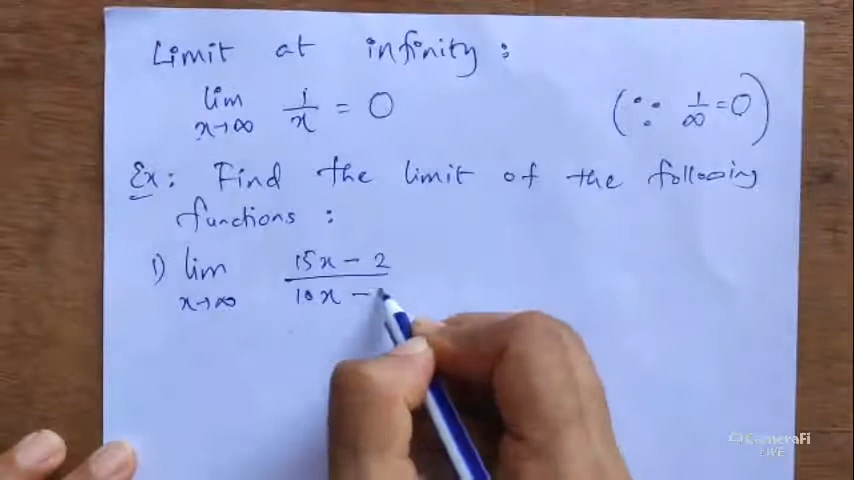 Limit at infinity :
lim x→∞ 1/x = 0 (∵ 1/∞ = 0)
Ex: Find the limit of the following
functions :
1) lim x→∞ (15x - 2)/(10x -
CameraFi
LIVE